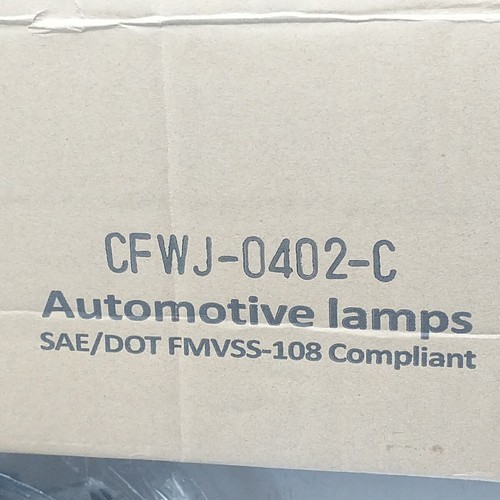 CFWJ-0402-C
Automotive lamps
SAE/DOT FMVSS-108 Compliant